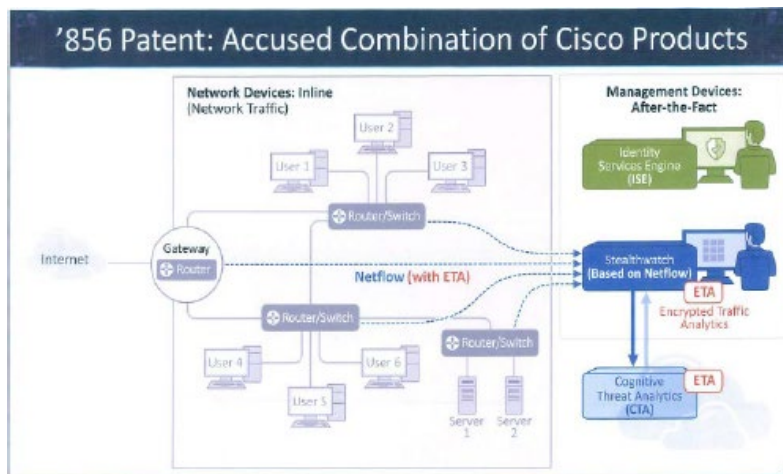 '856 Patent: Accused Combination of Cisco Products
Network Devices: Inline
(Network Traffic)
Management Devices:
After-the-Fact
User 1
User 2
User 3
Identity
Services Engine
(ISE)
Router/Switch
Internet
Gateway
Router
Netflow (with ETA)
Stealthwatch
(Based on Netflow)
ETA
Encrypted Traffic
Analytics
Router/Switch
Router/Switch
User 4
User 5
User 6
Server
1
Server
2
Cognitive
Threat Analytics
(CTA)
ETA